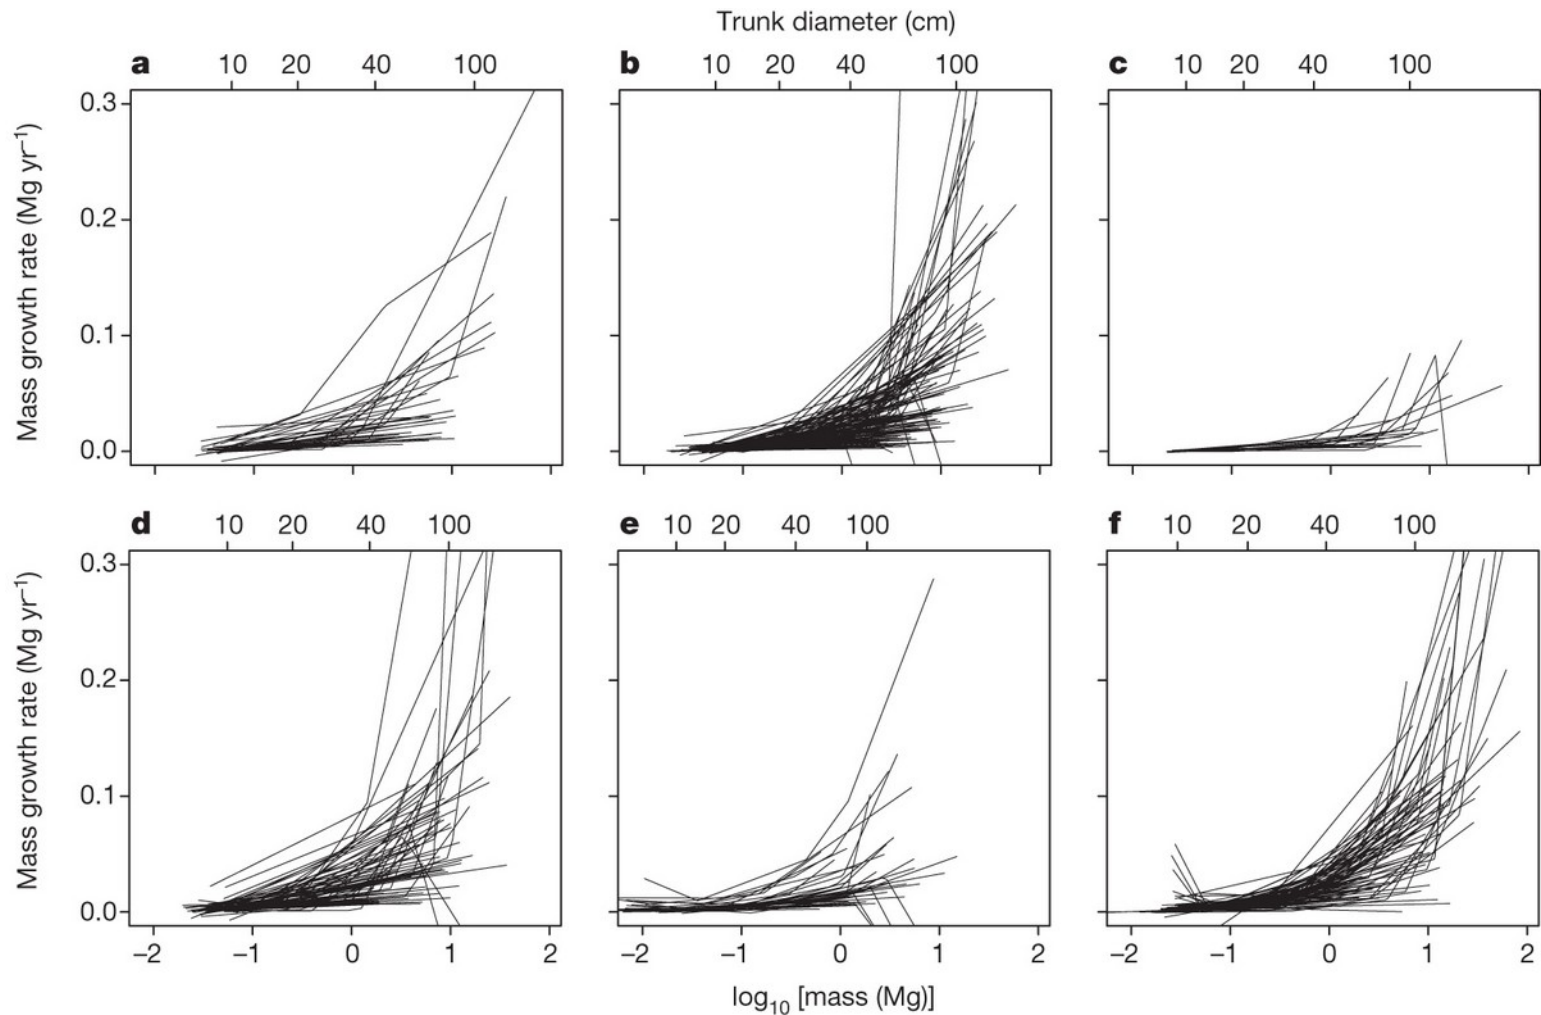 Trunk diameter (cm)
a 10 20 40 100
b 10 20 40 100
c 10 20 40 100
0.3
0.2
0.1
0.0
Mass growth rate (Mg yr⁻¹)
d 10 20 40 100
e 10 20 40 100
f 10 20 40 100
0.3
0.2
0.1
0.0
Mass growth rate (Mg yr⁻¹)
−2 −1 0 1 2
−2 −1 0 1 2
−2 −1 0 1 2
log₁₀ [mass (Mg)]